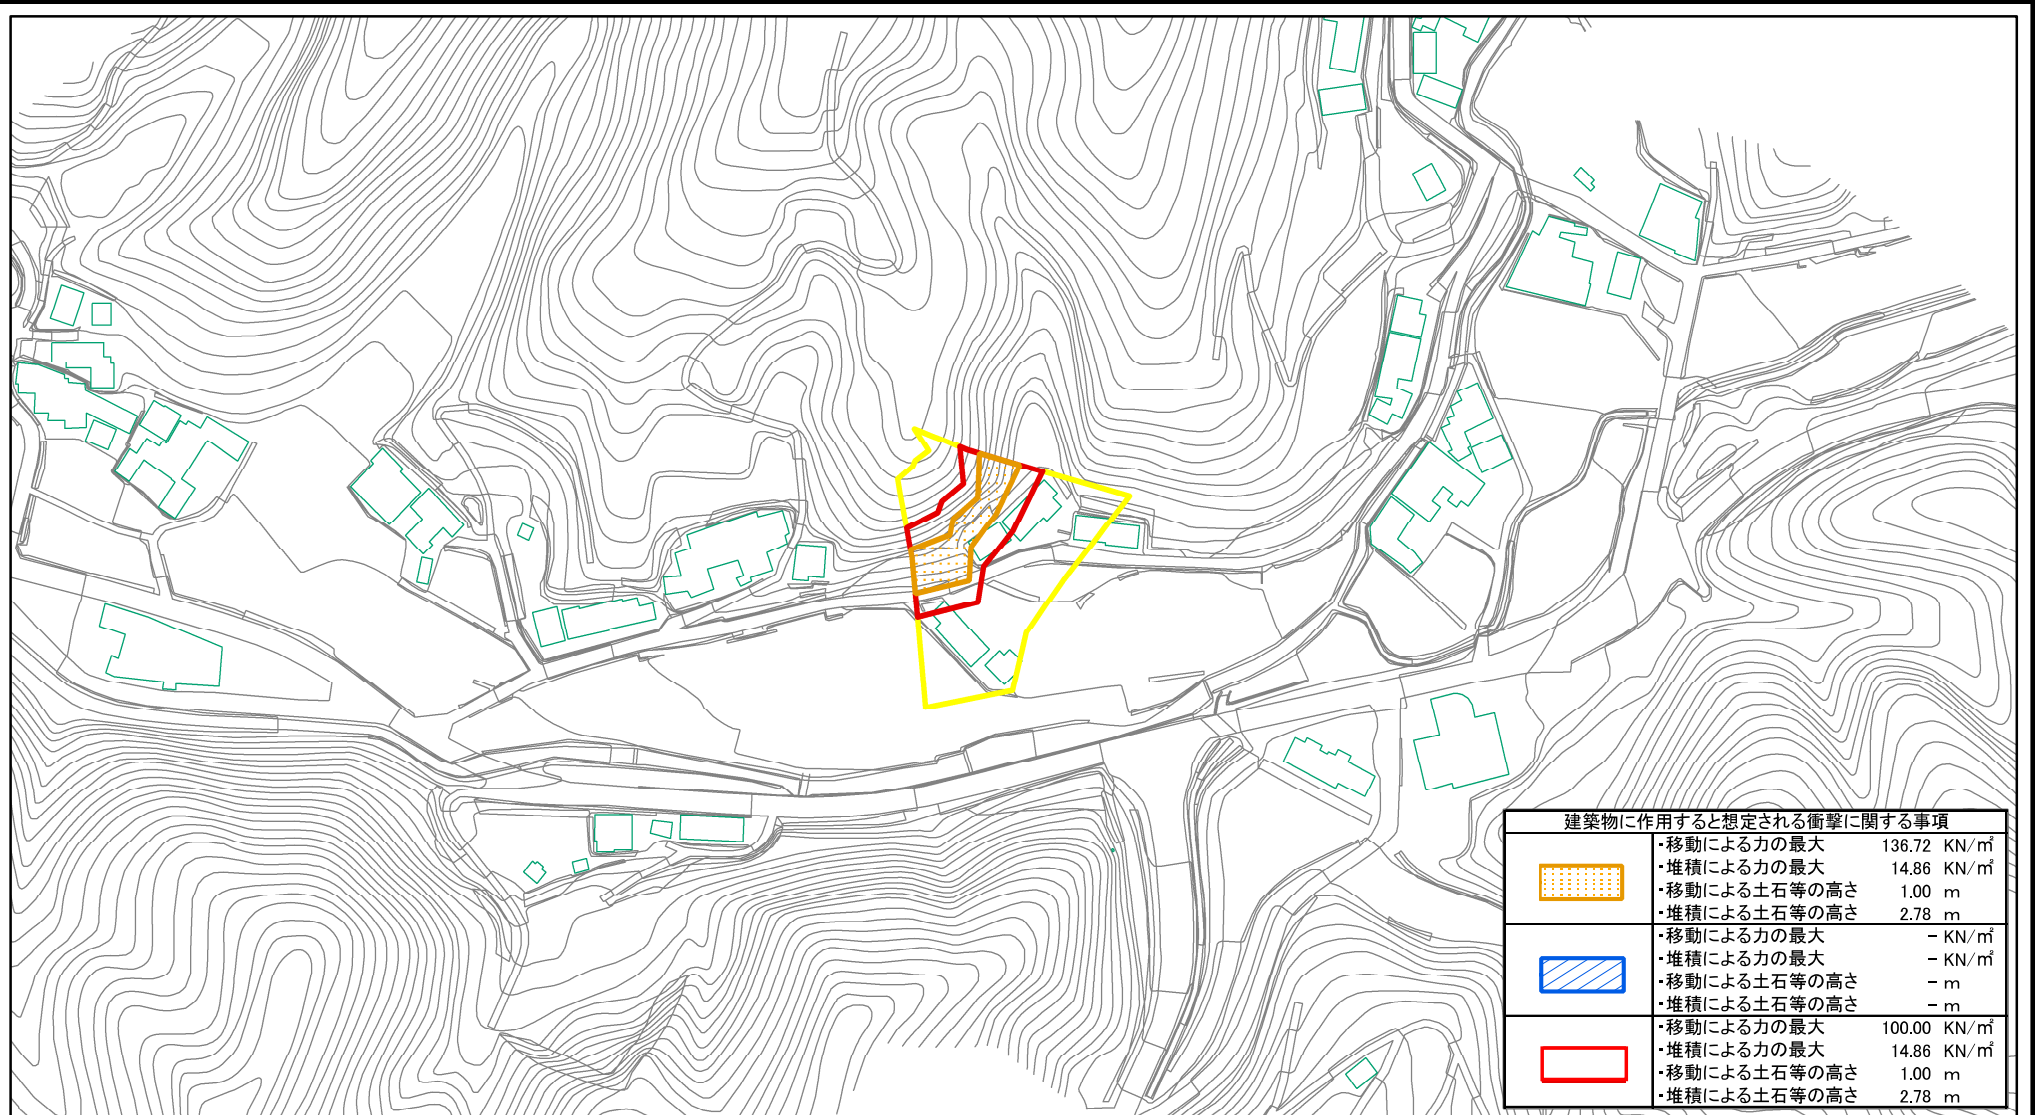 建築物に作用すると想定される衝撃に関する事項
・移動による力の最大 136.72 KN/㎡
・堆積による力の最大 14.86 KN/㎡
・移動による土石等の高さ 1.00 m
・堆積による土石等の高さ 2.78 m
・移動による力の最大 - KN/㎡
・堆積による力の最大 - KN/㎡
・移動による土石等の高さ - m
・堆積による土石等の高さ - m
・移動による力の最大 100.00 KN/㎡
・堆積による力の最大 14.86 KN/㎡
・移動による土石等の高さ 1.00 m
・堆積による土石等の高さ 2.78 m